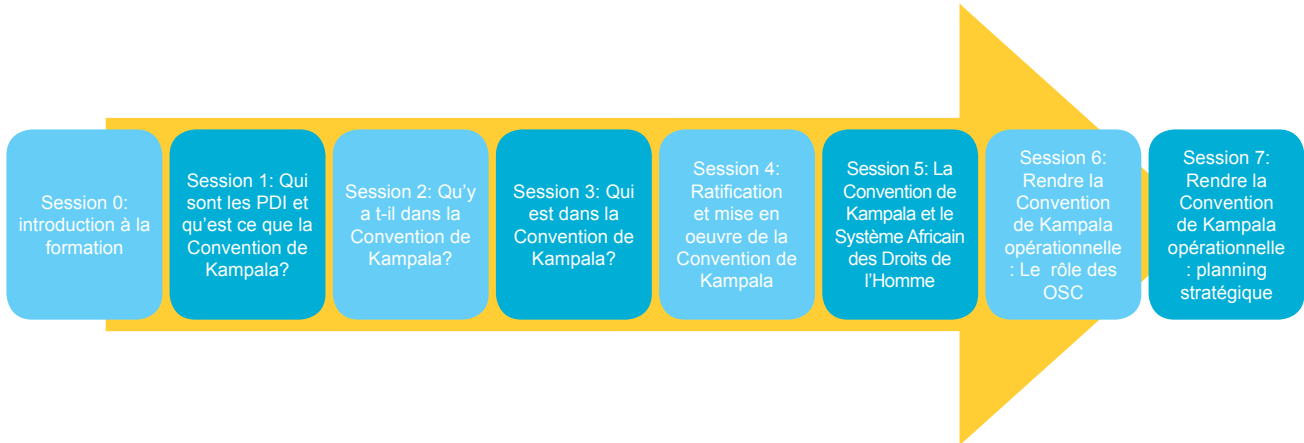 Session 0:
introduction à la
formation
Session 1: Qui
sont les PDI et
qu'est ce que la
Convention de
Kampala?
Session 2: Qu'y
a t-il dans la
Convention de
Kampala?
Session 3: Qui
est dans la
Convention de
Kampala?
Session 4:
Ratification
et mise en
oeuvre de la
Convention de
Kampala
Session 5: La
Convention de
Kampala et le
Système Africain
des Droits de
l'Homme
Session 6:
Rendre la
Convention
de Kampala
opérationnelle
: Le rôle des
OSC
Session 7:
Rendre la
Convention
de Kampala
opérationnelle
: planning
stratégique